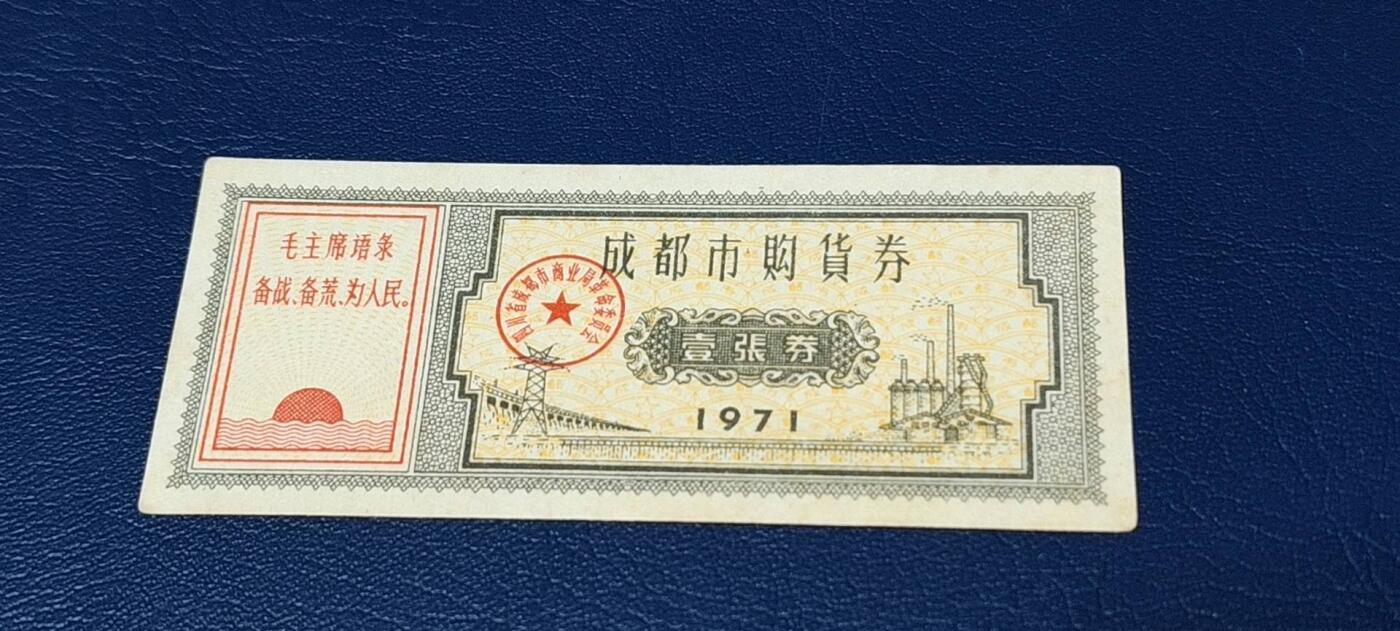 毛主席语录
备战、备荒、为人民。
成都市购货券
四川省成都市商业局革命委员会
壹張券
1971